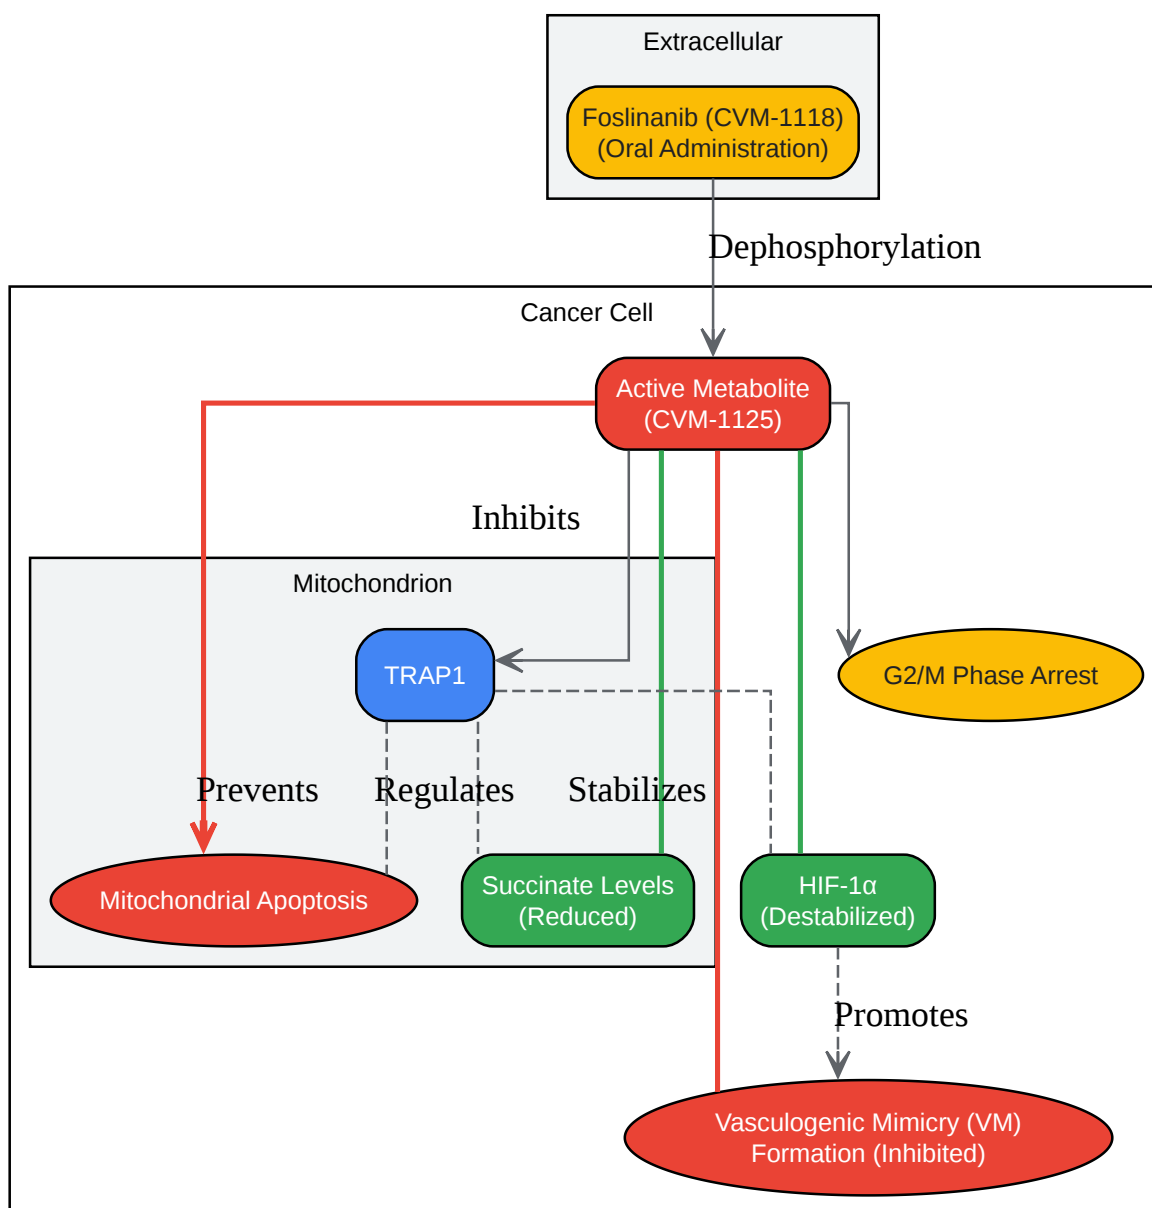 Extracellular
Foslinanib (CVM-1118)
(Oral Administration)
Dephosphorylation
Cancer Cell
Active Metabolite
(CVM-1125)
Inhibits
Mitochondrion
TRAP1
G2/M Phase Arrest
Prevents
Regulates
Stabilizes
Mitochondrial Apoptosis
Succinate Levels
(Reduced)
HIF-1α
(Destabilized)
Promotes
Vasculogenic Mimicry (VM)
Formation (Inhibited)